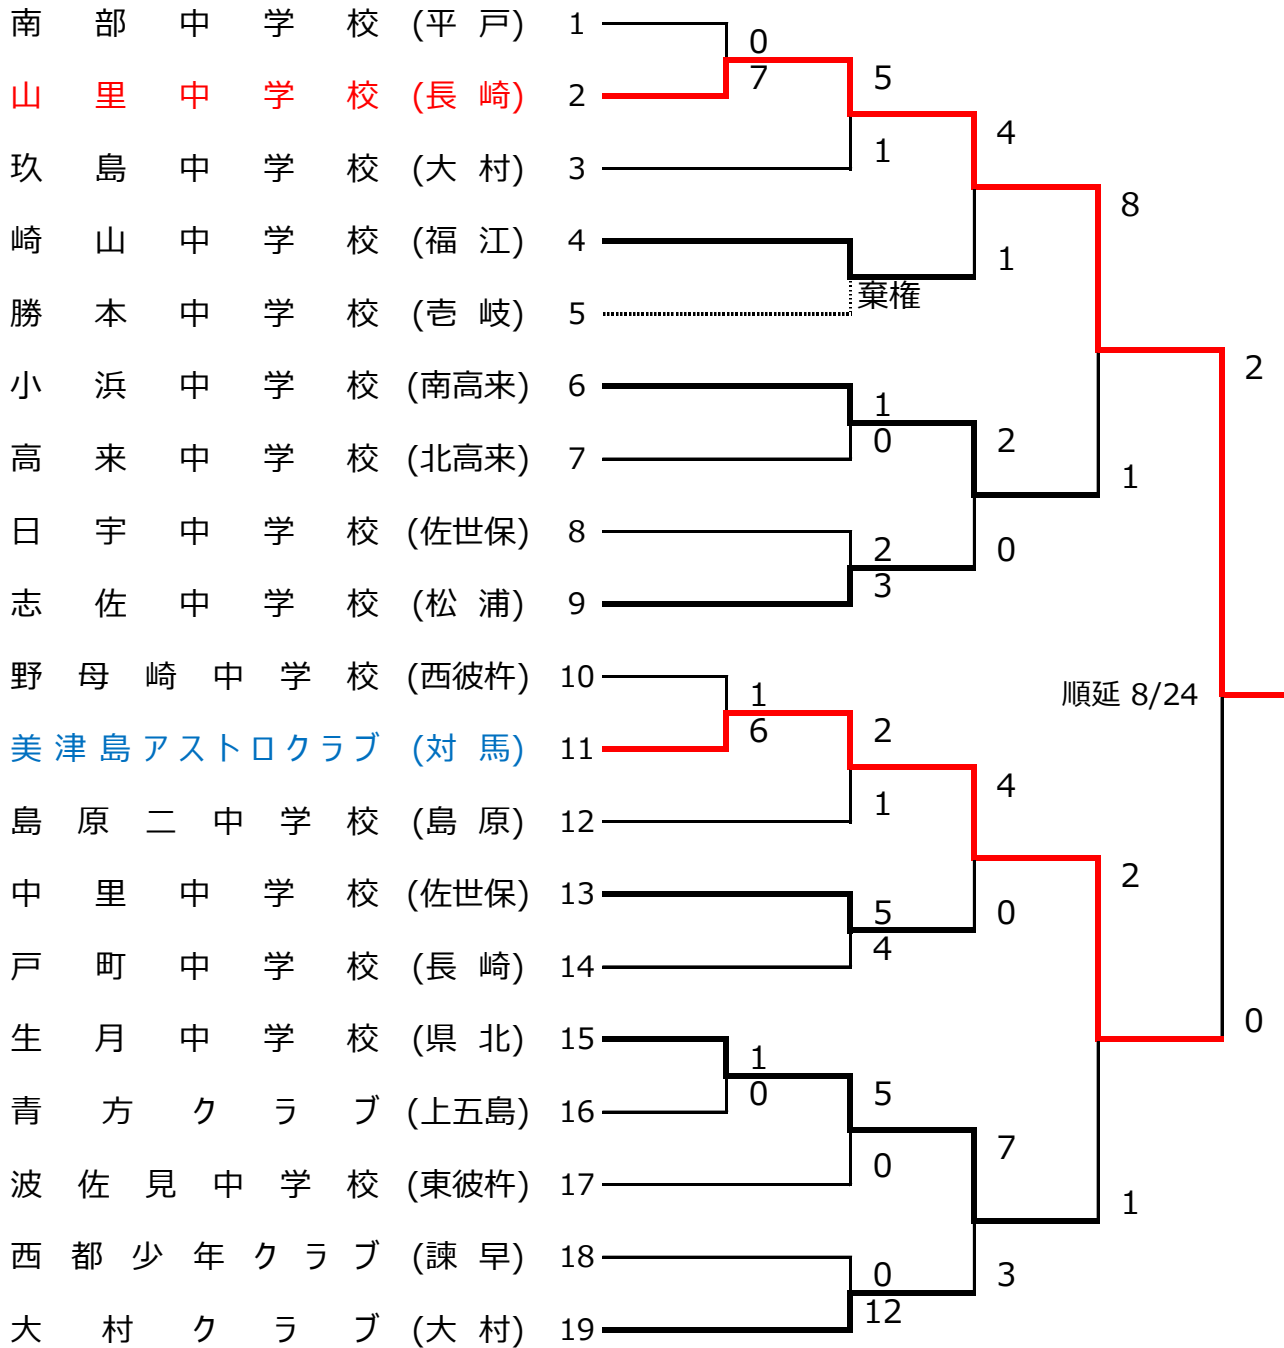 南部中学校 (平戸) 1
0
山里中学校 (長崎) 2
7
5
4
玖島中学校 (大村) 3
1
8
崎山中学校 (福江) 4
1
勝本中学校 (壱岐) 5
棄権
2
小浜中学校 (南高来) 6
1
0
2
高来中学校 (北高来) 7
1
日宇中学校 (佐世保) 8
2
0
3
志佐中学校 (松浦) 9
野母崎中学校 (西彼杵) 10
1
順延 8/24
6
2
美津島アストロクラブ (対馬) 11
4
島原二中学校 (島原) 12
1
2
中里中学校 (佐世保) 13
5
0
4
戸町中学校 (長崎) 14
0
生月中学校 (県北) 15
1
0
5
青方クラブ (上五島) 16
7
0
波佐見中学校 (東彼杵) 17
1
西都少年クラブ (諫早) 18
0
3
12
大村クラブ (大村) 19